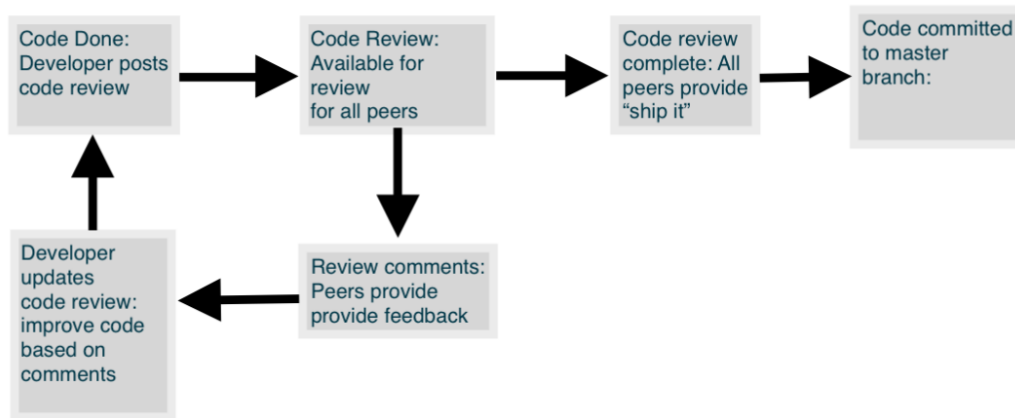 Code Done:
Developer posts
code review
Code Review:
Available for
review
for all peers
Code review
complete: All
peers provide
“ship it”
Code committed
to master
branch:
Developer
updates
code review:
improve code
based on
comments
Review comments:
Peers provide
provide feedback